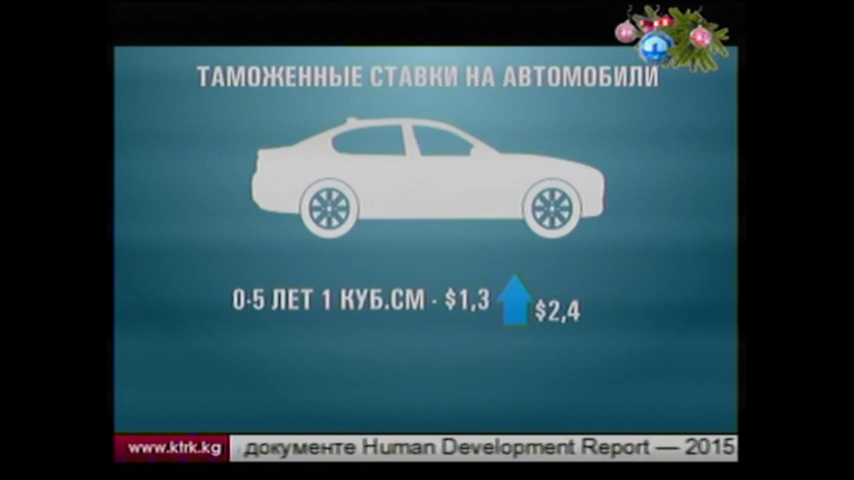 ТАМОЖЕННЫЕ СТАВКИ НА АВТОМОБИЛИ
0-5 ЛЕТ 1 КУБ.СМ - $1,3 $2,4
www.ktrk.kg документе Human Development Report — 2015